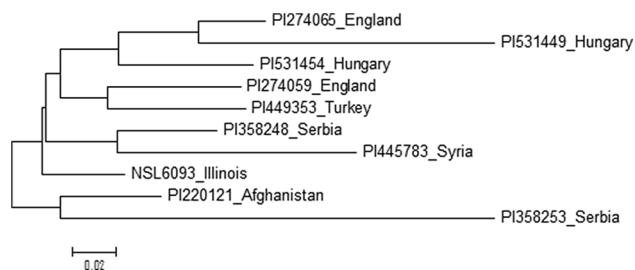 PI274065_England
PI531449_Hungary
PI531454_Hungary
PI274059_England
PI449353_Turkey
PI358248_Serbia
PI445783_Syria
NSL6093_Illinois
PI220121_Afghanistan
PI358253_Serbia
0.02